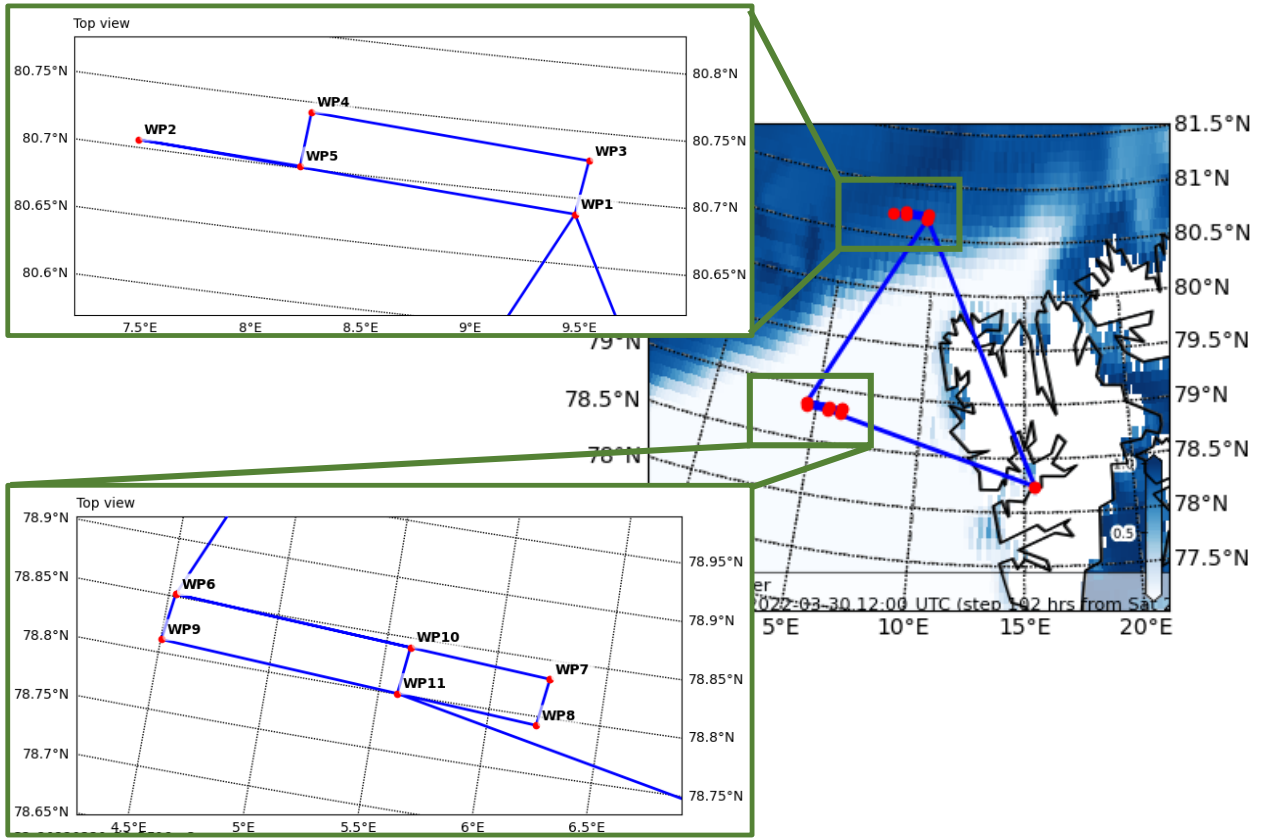 Top view
80.75°N
80.7°N
80.65°N
80.6°N
80.8°N
80.75°N
80.7°N
80.65°N
WP2
WP4
WP5
WP3
WP1
7.5°E 8°E 8.5°E 9°E 9.5°E
81.5°N
81°N
80.5°N
80°N
79.5°N
79°N
78.5°N
78°N
77.5°N
79°N
78.5°N
78°N
0.5
er
2022-03-30 12:00 UTC (step 102 hrs from Sat
5°E 10°E 15°E 20°E
Top view
78.9°N
78.85°N
78.8°N
78.75°N
78.7°N
78.65°N
78.95°N
78.9°N
78.85°N
78.8°N
78.75°N
WP6
WP9
WP10
WP7
WP11
WP8
4.5°E 5°E 5.5°E 6°E 6.5°E